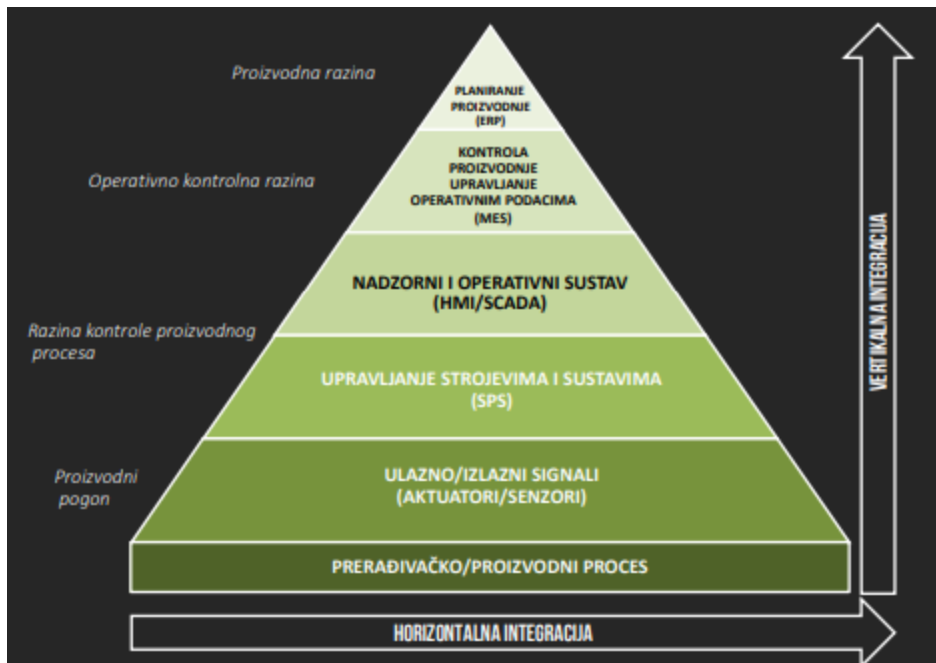 Proizvodna razina
PLANIRANJE
PROIZVODNJE
(ERP)
Operativno kontrolna razina
KONTROLA
PROIZVODNJE
UPRAVLJANJE
OPERATIVNIM PODACIMA
(MES)
NADZORNI I OPERATIVNI SUSTAV
(HMI/SCADA)
Razina kontrole proizvodnog
procesa
UPRAVLJANJE STROJEVIMA I SUSTAVIMA
(SPS)
Proizvodni
pogon
ULAZNO/IZLAZNI SIGNALI
(AKTUATORI/SENZORI)
PRERAĐIVAČKO/PROIZVODNI PROCES
VERTIKALNA INTEGRACIJA
HORIZONTALNA INTEGRACIJA